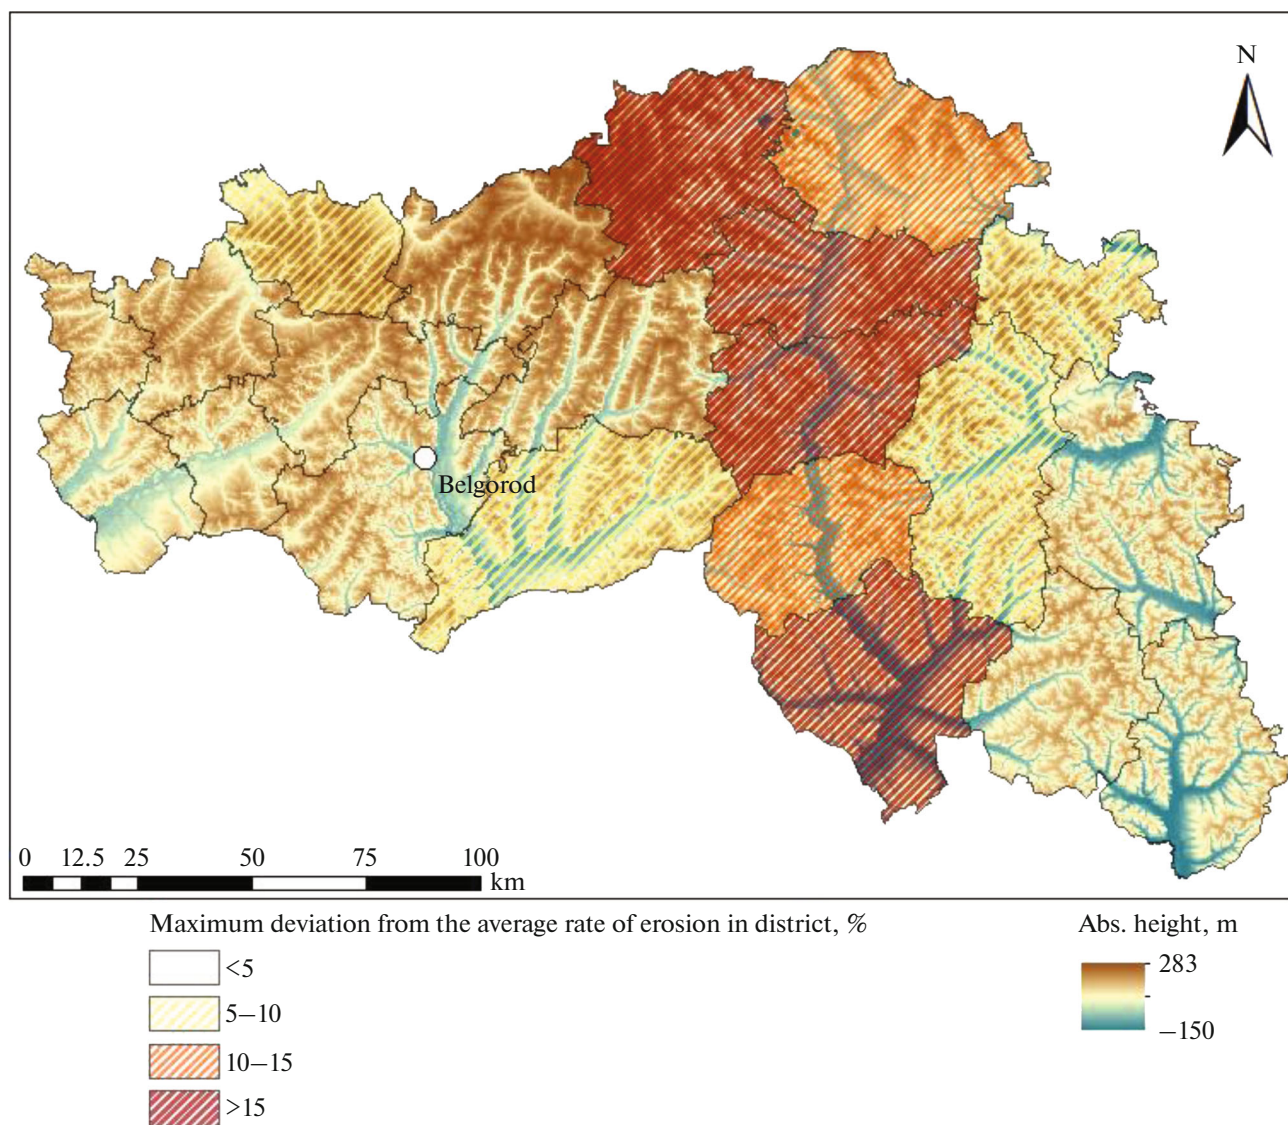 N
Belgorod
0 12.5 25 50 75 100
km
Maximum deviation from the average rate of erosion in district, %
<5
5–10
10–15
>15
Abs. height, m
283
–150